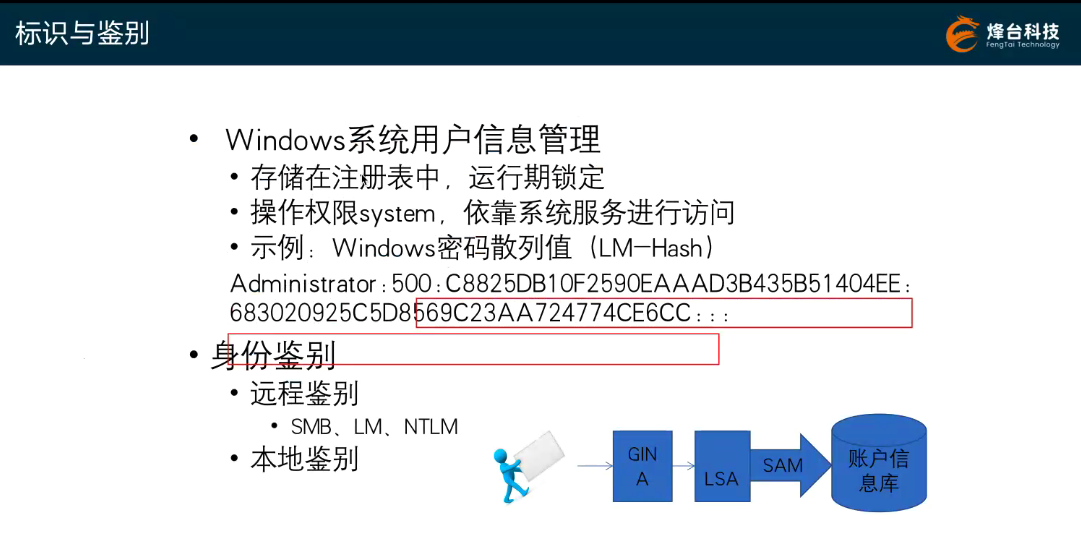 标识与鉴别
烽台科技
FengTai Technology
• Windows系统用户信息管理
• 存储在注册表中，运行期锁定
• 操作权限system，依靠系统服务进行访问
• 示例：Windows密码散列值（LM-Hash）
Administrator:500:C8825DB10F2590EAAAD3B435B51404EE:
683020925C5D8569C23AA724774CE6CC:::
• 身份鉴别
• 远程鉴别
• SMB、LM、NTLM
• 本地鉴别
GIN
A
LSA
SAM
账户信
息库